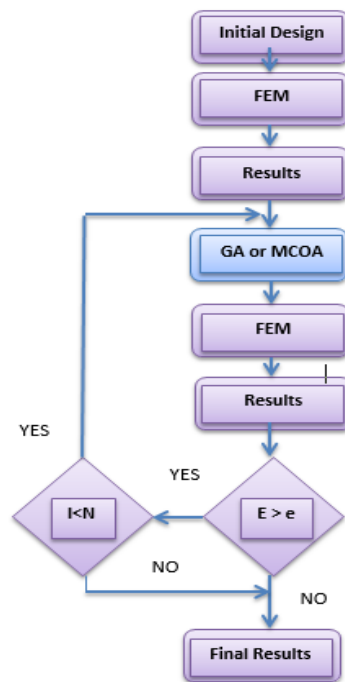 Initial Design
FEM
Results
GA or MCOA
FEM
Results
YES
YES
I<N
E > e
NO
NO
Final Results